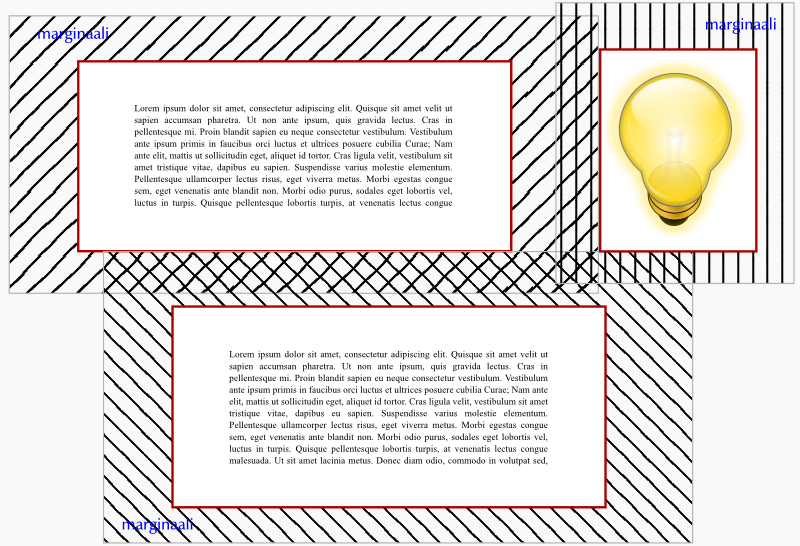 marginaali
marginaali
Lorem ipsum dolor sit amet, consectetur adipiscing elit. Quisque sit amet velit ut
sapien accumsan pharetra. Ut non ante ipsum, quis gravida lectus. Cras in
pellentesque mi. Proin blandit sapien eu neque consectetur vestibulum. Vestibulum
ante ipsum primis in faucibus orci luctus et ultrices posuere cubilia Curae; Nam
ante elit, mattis ut sollicitudin eget, aliquet id tortor. Cras ligula velit, vestibulum sit
amet tristique vitae, dapibus eu sapien. Suspendisse varius molestie elementum.
Pellentesque ullamcorper lectus risus, eget viverra metus. Morbi egestas congue
sem, eget venenatis ante blandit non. Morbi odio purus, sodales eget lobortis vel,
luctus in turpis. Quisque pellentesque lobortis turpis, at venenatis lectus congue
Lorem ipsum dolor sit amet, consectetur adipiscing elit. Quisque sit amet velit ut
sapien accumsan pharetra. Ut non ante ipsum, quis gravida lectus. Cras in
pellentesque mi. Proin blandit sapien eu neque consectetur vestibulum. Vestibulum
ante ipsum primis in faucibus orci luctus et ultrices posuere cubilia Curae; Nam ante
elit, mattis ut sollicitudin eget, aliquet id tortor. Cras ligula velit, vestibulum sit amet
tristique vitae, dapibus eu sapien. Suspendisse varius molestie elementum.
Pellentesque ullamcorper lectus risus, eget viverra metus. Morbi egestas congue
sem, eget venenatis ante blandit non. Morbi odio purus, sodales eget lobortis vel,
luctus in turpis. Quisque pellentesque lobortis turpis, at venenatis lectus congue
malesuada. Ut sit amet lacinia metus. Donec diam odio, commodo in volutpat sed,
marginaali